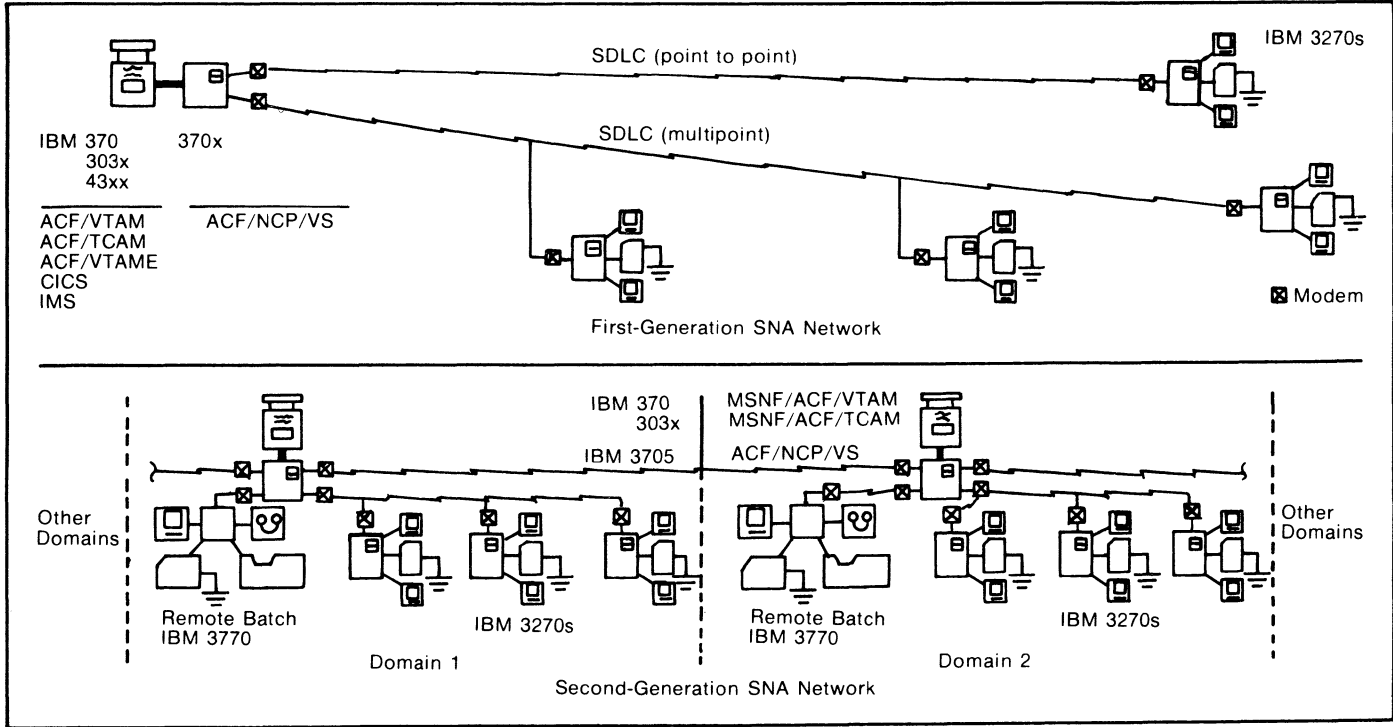 IBM 3270s
SDLC (point to point)
SDLC (multipoint)
IBM 370
303x
43xx
370x
ACF/VTAM
ACF/TCAM
ACF/VTAME
CICS
IMS
ACF/NCP/VS
Modem
First-Generation SNA Network
IBM 370
303x
IBM 3705
MSNF/ACF/VTAM
MSNF/ACF/TCAM
ACF/NCP/VS
Other
Domains
Remote Batch
IBM 3770
IBM 3270s
Domain 1
Remote Batch
IBM 3770
IBM 3270s
Domain 2
Other
Domains
Second-Generation SNA Network